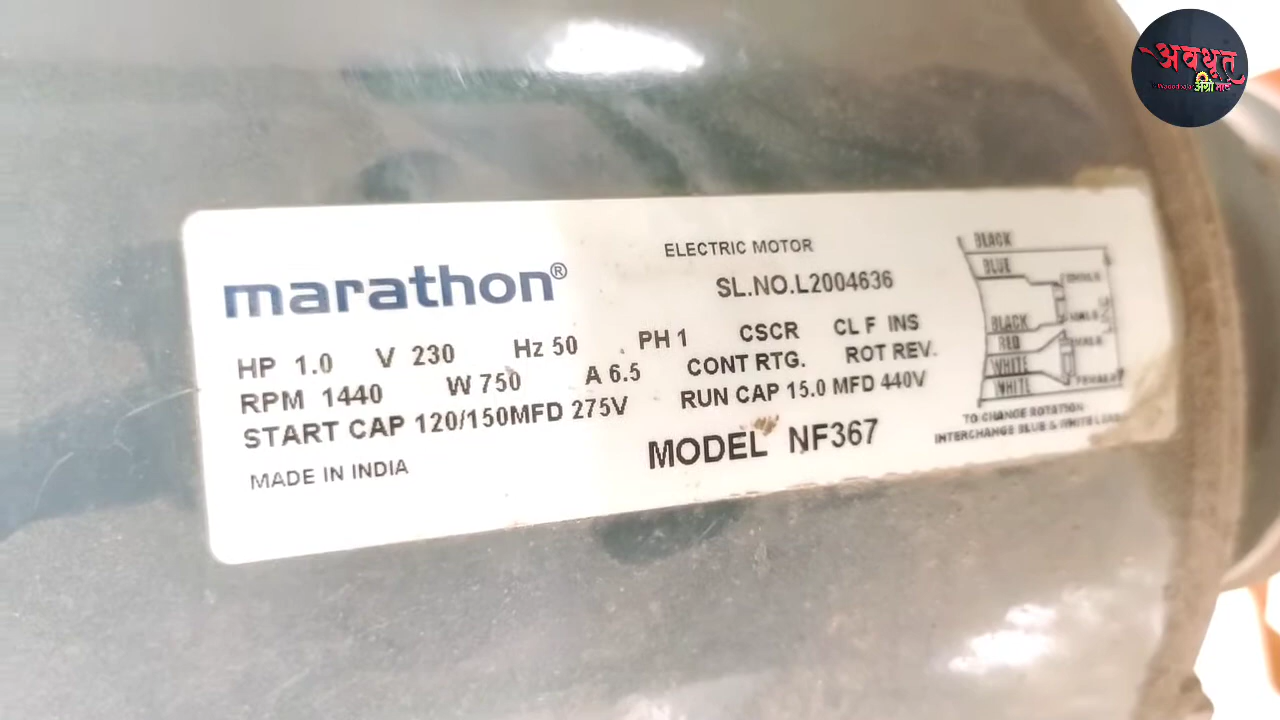 अवधूत
marathon®
ELECTRIC MOTOR
SL.NO.L2004636
HP 1.0 V 230 Hz 50 PH 1 CSCR CL F INS
RPM 1440 W 750 A 6.5 CONT RTG. ROT REV.
START CAP 120/150MFD 275V RUN CAP 15.0 MFD 440V
MADE IN INDIA
MODEL NF367
BLACK
BLUE
BLACK
RED
WHITE
WHITE
TO CHANGE ROTATION
INTERCHANGE BLUE & WHITE